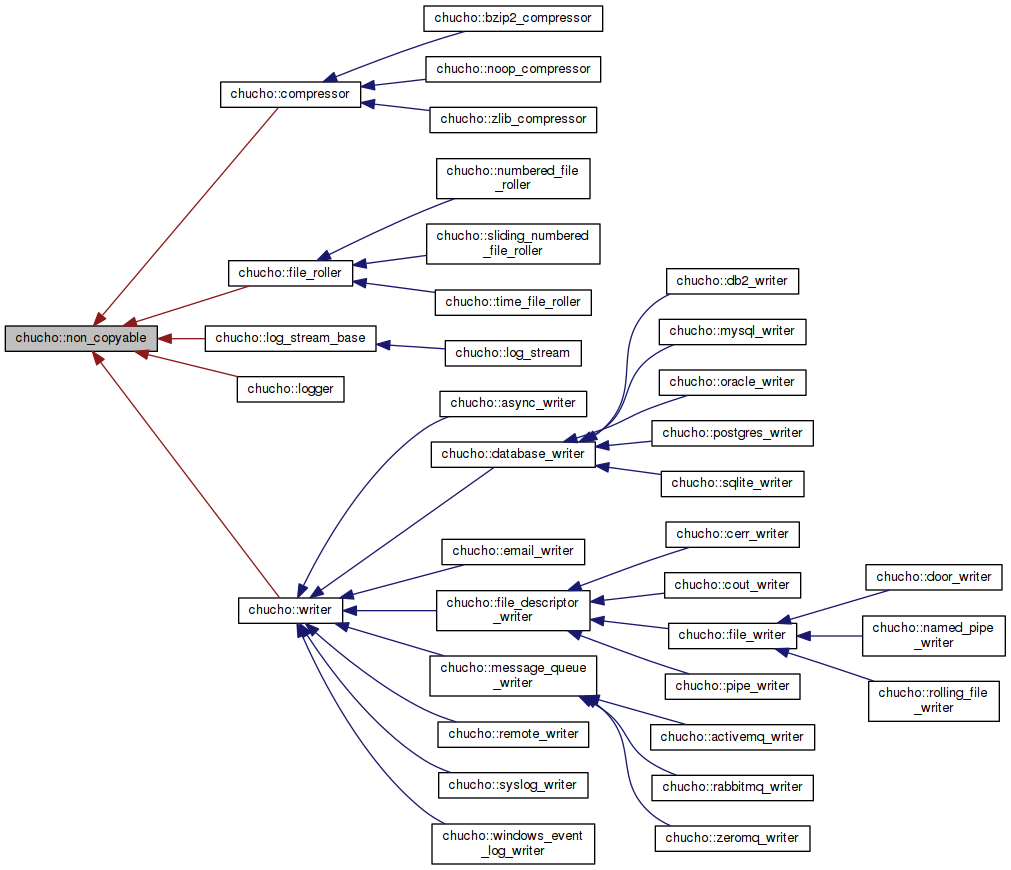 chucho::bzip2_compressor
chucho::noop_compressor
chucho::compressor
chucho::zlib_compressor
chucho::numbered_file
_roller
chucho::sliding_numbered
_file_roller
chucho::file_roller
chucho::time_file_roller
chucho::db2_writer
chucho::mysql_writer
chucho::non_copyable
chucho::log_stream_base
chucho::log_stream
chucho::oracle_writer
chucho::logger
chucho::async_writer
chucho::postgres_writer
chucho::database_writer
chucho::sqlite_writer
chucho::cerr_writer
chucho::email_writer
chucho::door_writer
chucho::cout_writer
chucho::writer
chucho::file_descriptor
_writer
chucho::file_writer
chucho::named_pipe
_writer
chucho::message_queue
_writer
chucho::pipe_writer
chucho::rolling_file
_writer
chucho::remote_writer
chucho::activemq_writer
chucho::syslog_writer
chucho::rabbitmq_writer
chucho::windows_event
_log_writer
chucho::zeromq_writer